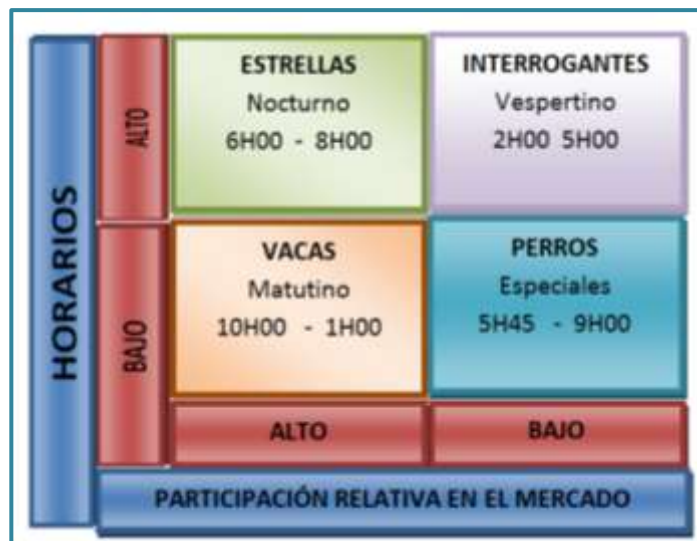 HORARIOS
ALTO
ESTRELLAS
Nocturno
6H00 - 8H00
INTERROGANTES
Vespertino
2H00 5H00
BAJO
VACAS
Matutino
10H00 - 1H00
PERROS
Especiales
5H45 - 9H00
ALTO
BAJO
PARTICIPACIÓN RELATIVA EN EL MERCADO